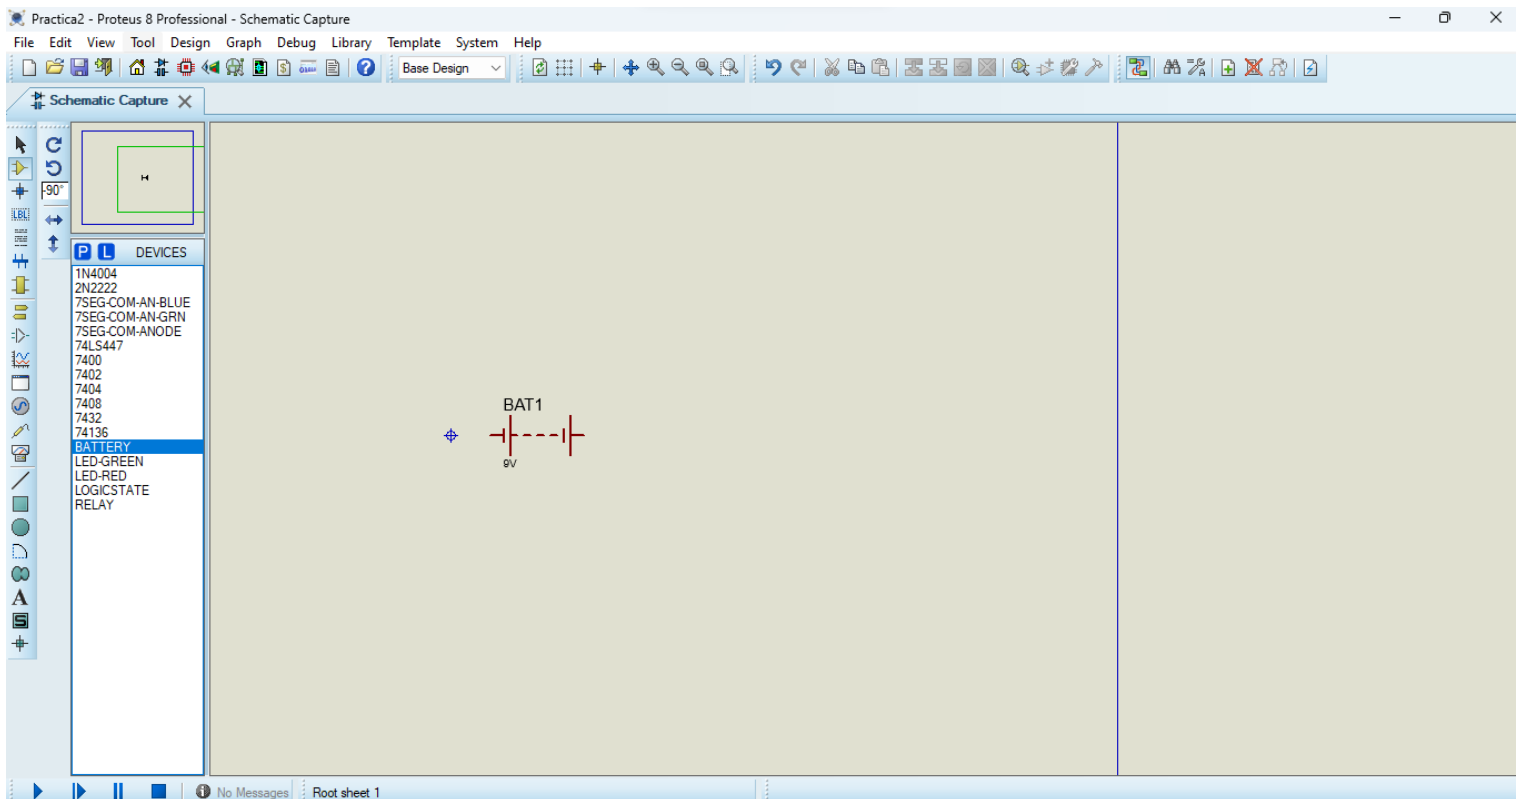 Practica2 - Proteus 8 Professional - Schematic Capture
File Edit View Tool Design Graph Debug Library Template System Help
Base Design
Schematic Capture
-90°
LBL
P L DEVICES
1N4004
2N2222
7SEG-COM-AN-BLUE
7SEG-COM-AN-GRN
7SEG-COM-ANODE
74LS447
7400
7402
7404
7408
7432
74136
BATTERY
LED-GREEN
LED-RED
LOGICSTATE
RELAY
A
S
BAT1
9V
No Messages
Root sheet 1